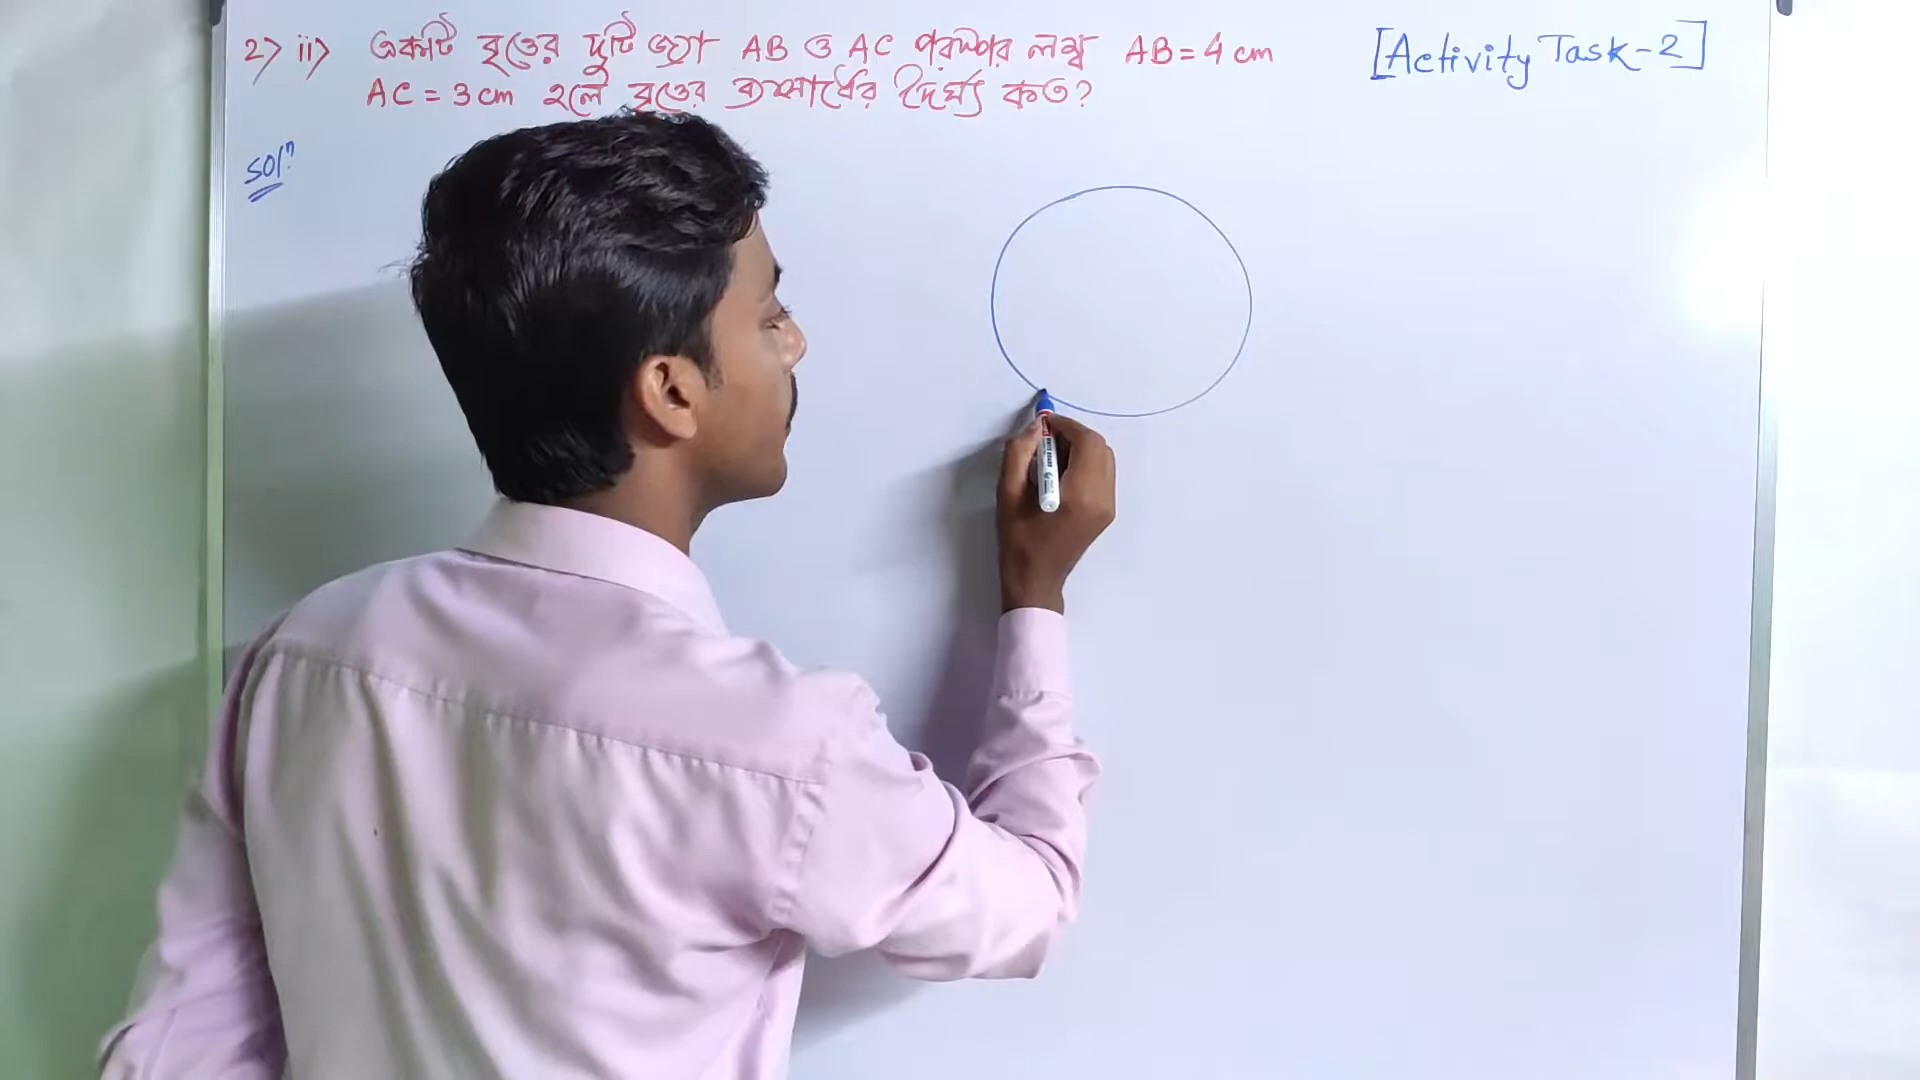 2) ii) একটি বৃত্তের দুটি জ্যা AB ও AC পরস্পর লম্ব AB = 4 cm
AC = 3 cm হলে বৃত্তের ব্যাসার্ধের দৈর্ঘ্য কত?
[Activity Task-2]
Solⁿ